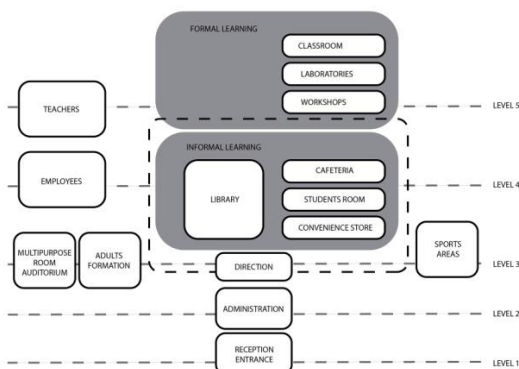 FORMAL LEARNING
CLASSROOM
LABORATORIES
WORKSHOPS
TEACHERS
LEVEL 5
INFORMAL LEARNING
CAFETERIA
EMPLOYEES
LIBRARY
STUDENTS ROOM
LEVEL 4
CONVENIENCE STORE
MULTIPURPOSE
ROOM
AUDITORIUM
ADULTS
FORMATION
DIRECTION
SPORTS
AREAS
LEVEL 3
ADMINISTRATION
LEVEL 2
RECEPTION
ENTRANCE
LEVEL 1